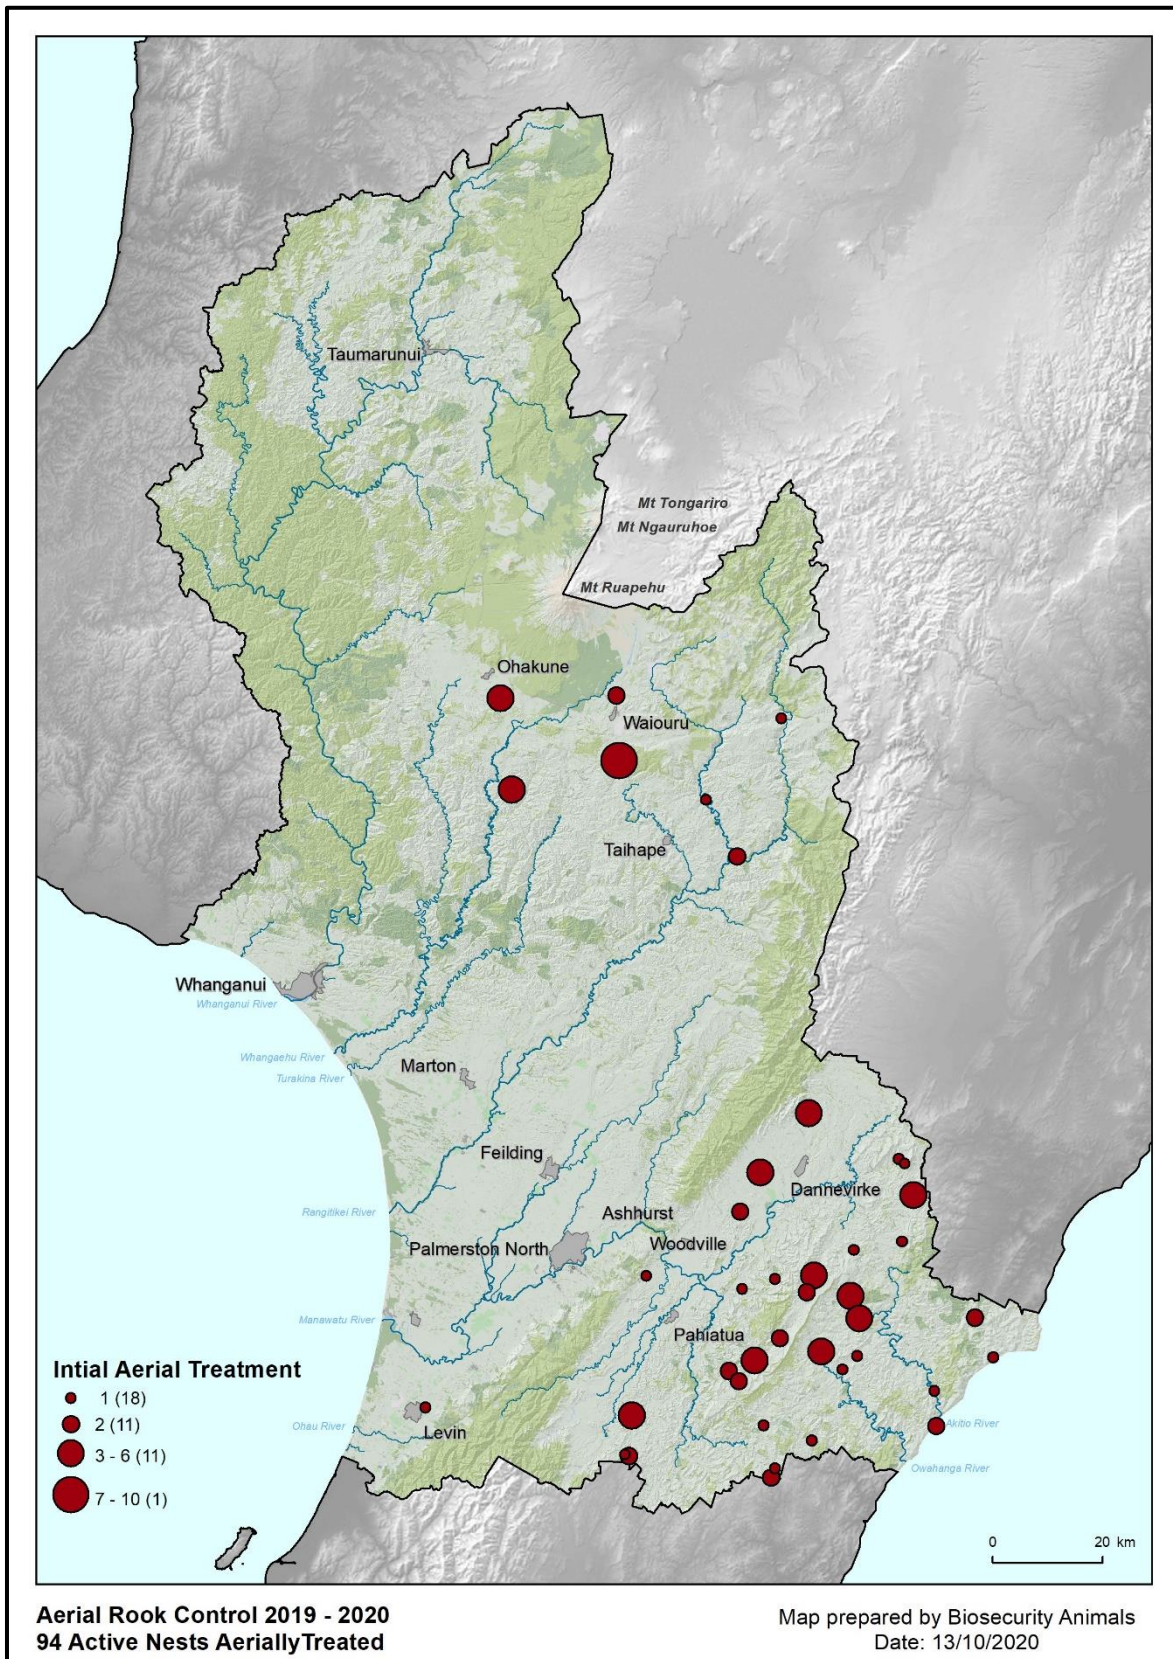 Taumarunui
Mt Tongariro
Mt Ngauruhoe
Mt Ruapehu
Ohakune
Waiouru
Taihape
Whanganui
Whanganui River
Whangaehu River
Turakina River
Marton
Feilding
Dannevirke
Rangitikei River
Ashhurst
Palmerston North
Woodville
Manawatu River
Pahiatua
Intial Aerial Treatment
1 (18)
2 (11)
3 - 6 (11)
7 - 10 (1)
Ohau River
Levin
Akitio River
Owahanga River
0 20 km
Aerial Rook Control 2019 - 2020
94 Active Nests AeriallyTreated
Map prepared by Biosecurity Animals
Date: 13/10/2020